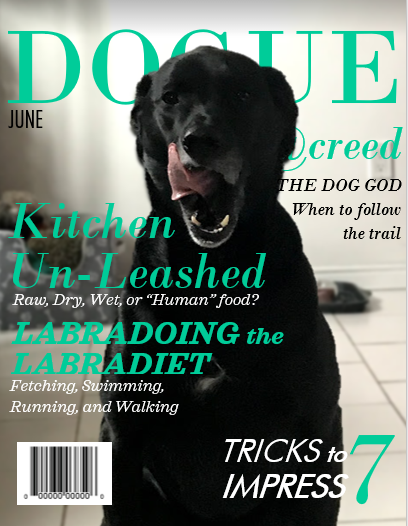 DOGUE
JUNE
@creed
THE DOG GOD
When to follow
the trail
Kitchen
Un-Leashed
Raw, Dry, Wet, or “Human” food?
LABRADOING the
LABRADIET
Fetching, Swimming,
Running, and Walking
TRICKS to
IMPRESS 7
0 00000"00000 0